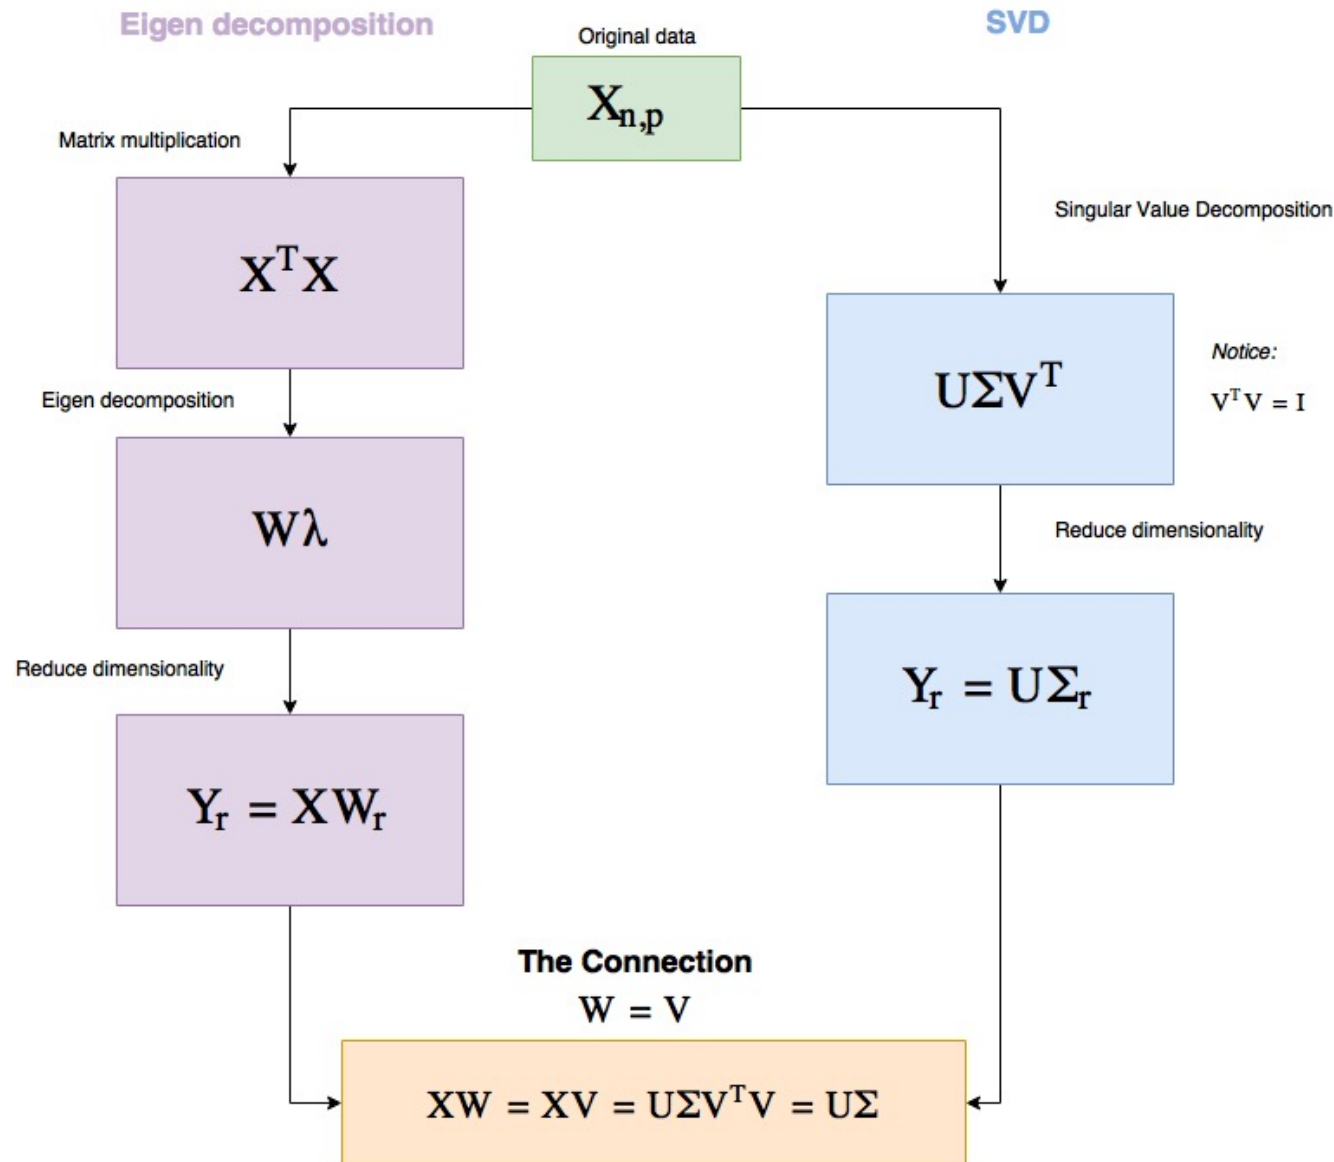 Eigen decomposition
SVD
Original data
Xₙ,ₚ
Matrix multiplication
XᵀX
Singular Value Decomposition
UΣVᵀ
Notice:
VᵀV = I
Eigen decomposition
Wλ
Reduce dimensionality
Yᵣ = UΣᵣ
Reduce dimensionality
Yᵣ = XWᵣ
The Connection
W = V
XW = XV = UΣVᵀV = UΣ